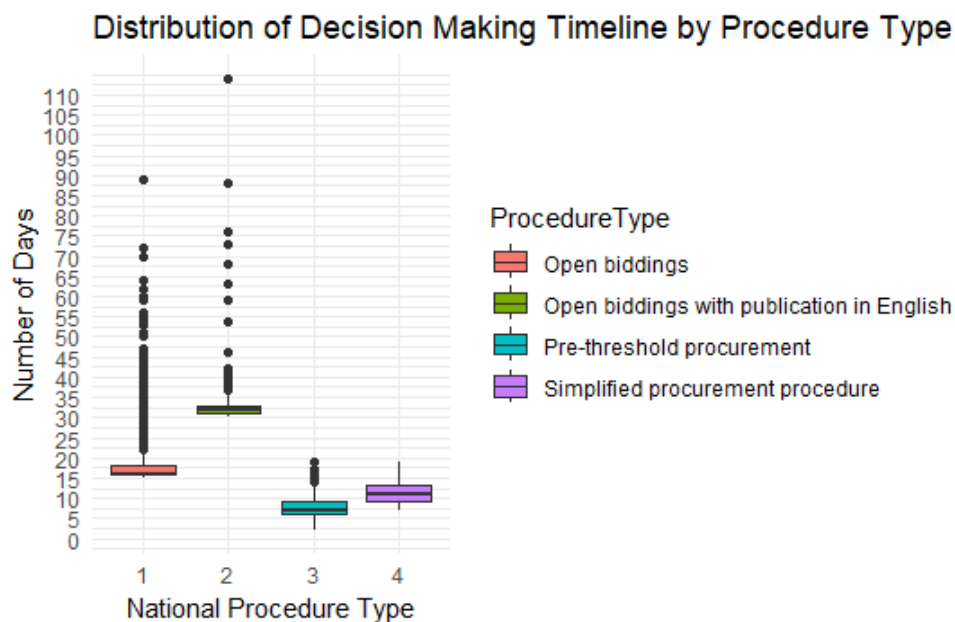 Distribution of Decision Making Timeline by Procedure Type
Number of Days
110
105
100
95
90
85
80
75
70
65
60
55
50
45
40
35
30
25
20
15
10
5
0
1 2 3 4
National Procedure Type
ProcedureType
Open biddings
Open biddings with publication in English
Pre-threshold procurement
Simplified procurement procedure